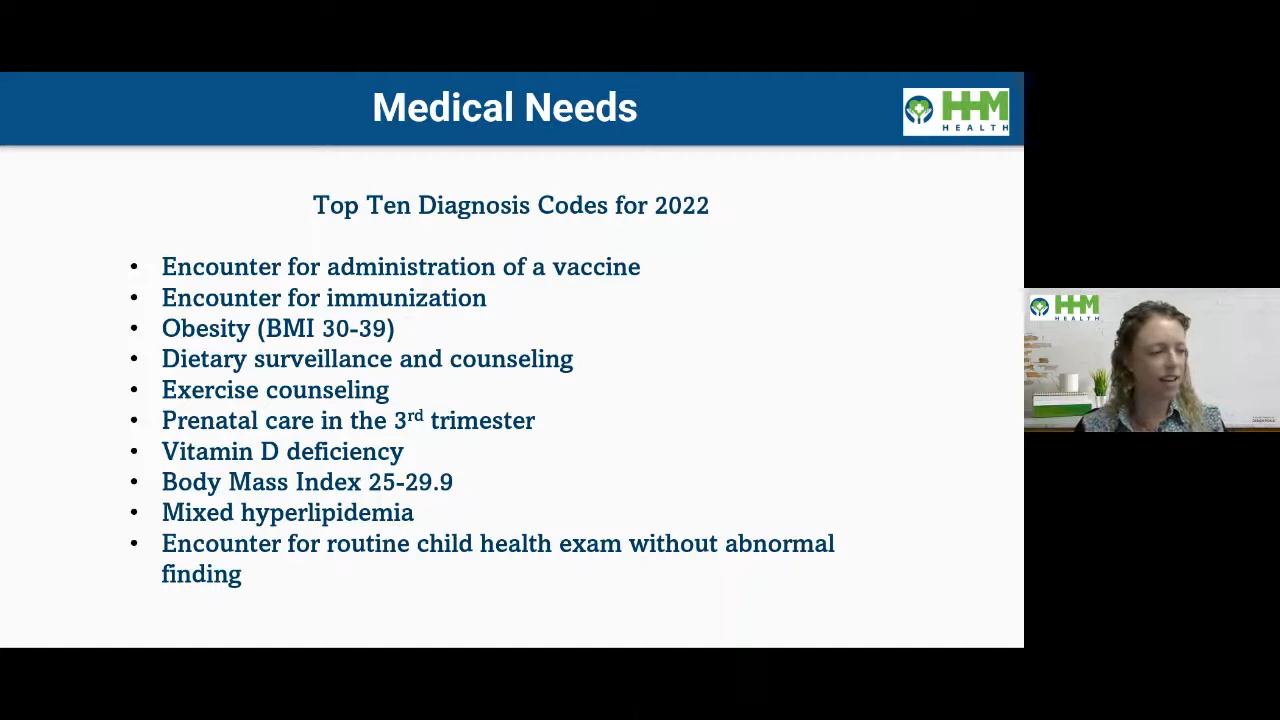 Medical Needs
HHM
HEALTH
Top Ten Diagnosis Codes for 2022
• Encounter for administration of a vaccine
• Encounter for immunization
• Obesity (BMI 30-39)
• Dietary surveillance and counseling
• Exercise counseling
• Prenatal care in the 3rd trimester
• Vitamin D deficiency
• Body Mass Index 25-29.9
• Mixed hyperlipidemia
• Encounter for routine child health exam without abnormal
finding
HHM
HEALTH